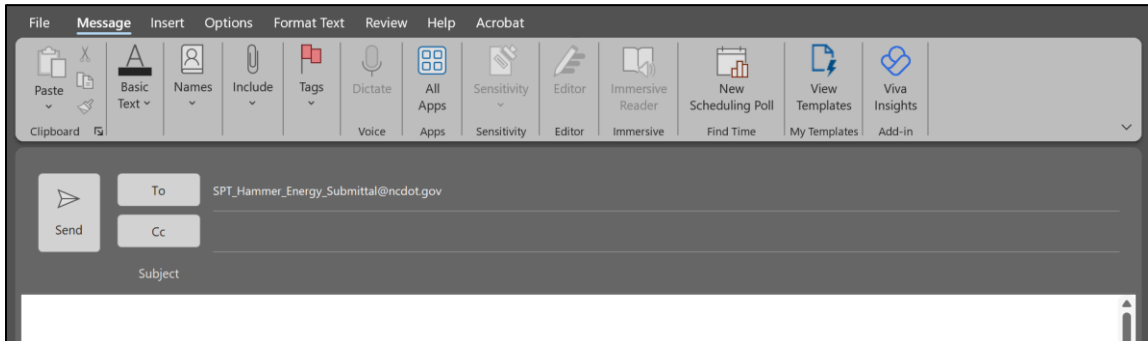 File Message Insert Options Format Text Review Help Acrobat
Paste
Basic Text
Names
Include
Tags
Dictate
All Apps
Sensitivity
Editor
Immersive Reader
New Scheduling Poll
View Templates
Viva Insights
Clipboard Voice Apps Sensitivity Editor Immersive Find Time My Templates Add-in
Send
To SPT_Hammer_Energy_Submittal@ncdot.gov
Cc
Subject